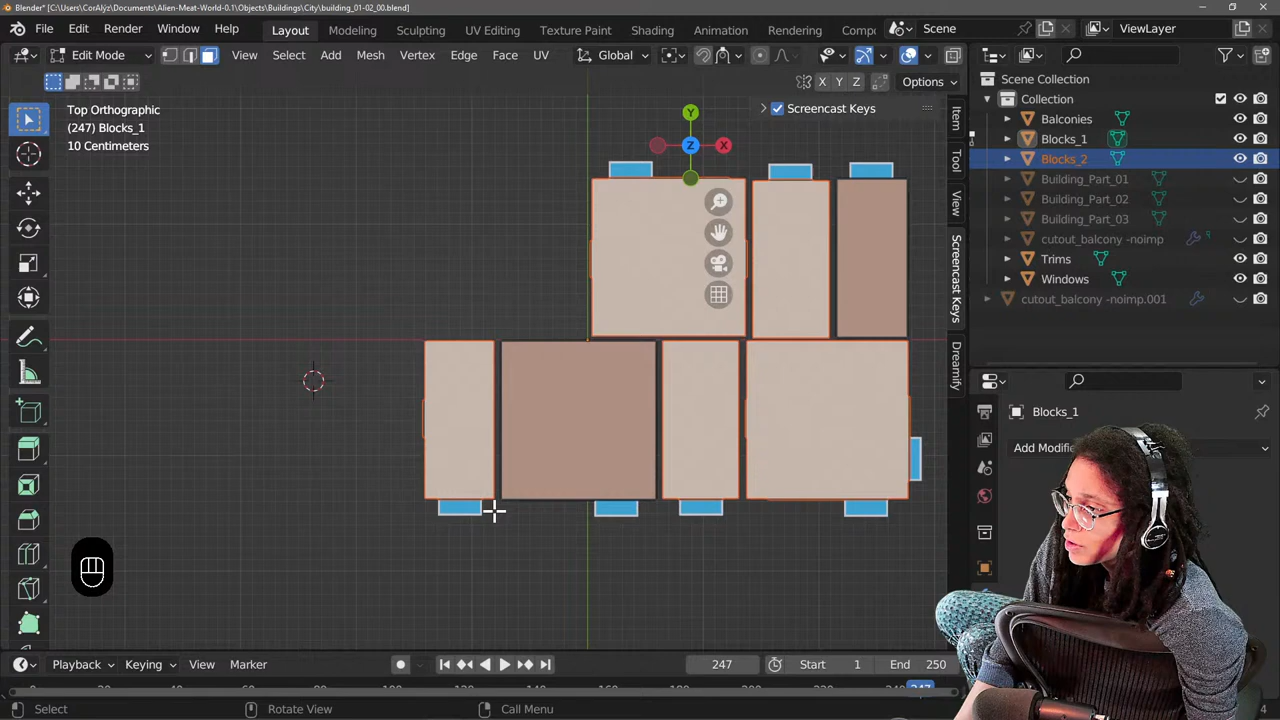 Blender* [C:\Users\CorAlyz\Documents\Alien-Meat-World-0.1\Objects\Buildings\City\building_01-02_00.blend]
File Edit Render Window Help Layout Modeling Sculpting UV Editing Texture Paint Shading Animation Rendering Comp Scene ViewLayer
Edit Mode View Select Add Mesh Vertex Edge Face UV Global
X Y Z Options
Top Orthographic
(247) Blocks_1
10 Centimeters
Screencast Keys
Y
Z
X
Item
Tool
View
Screencast Keys
Dreamify
Scene Collection
Collection
Balconies
Blocks_1
Blocks_2
Building_Part_01
Building_Part_02
Building_Part_03
cutout_balcony -noimp
Trims
Windows
cutout_balcony -noimp.001
Blocks_1
Add Modifie
Playback Keying View Marker 247 Start 1 End 250
160
247
Select Rotate View Call Menu